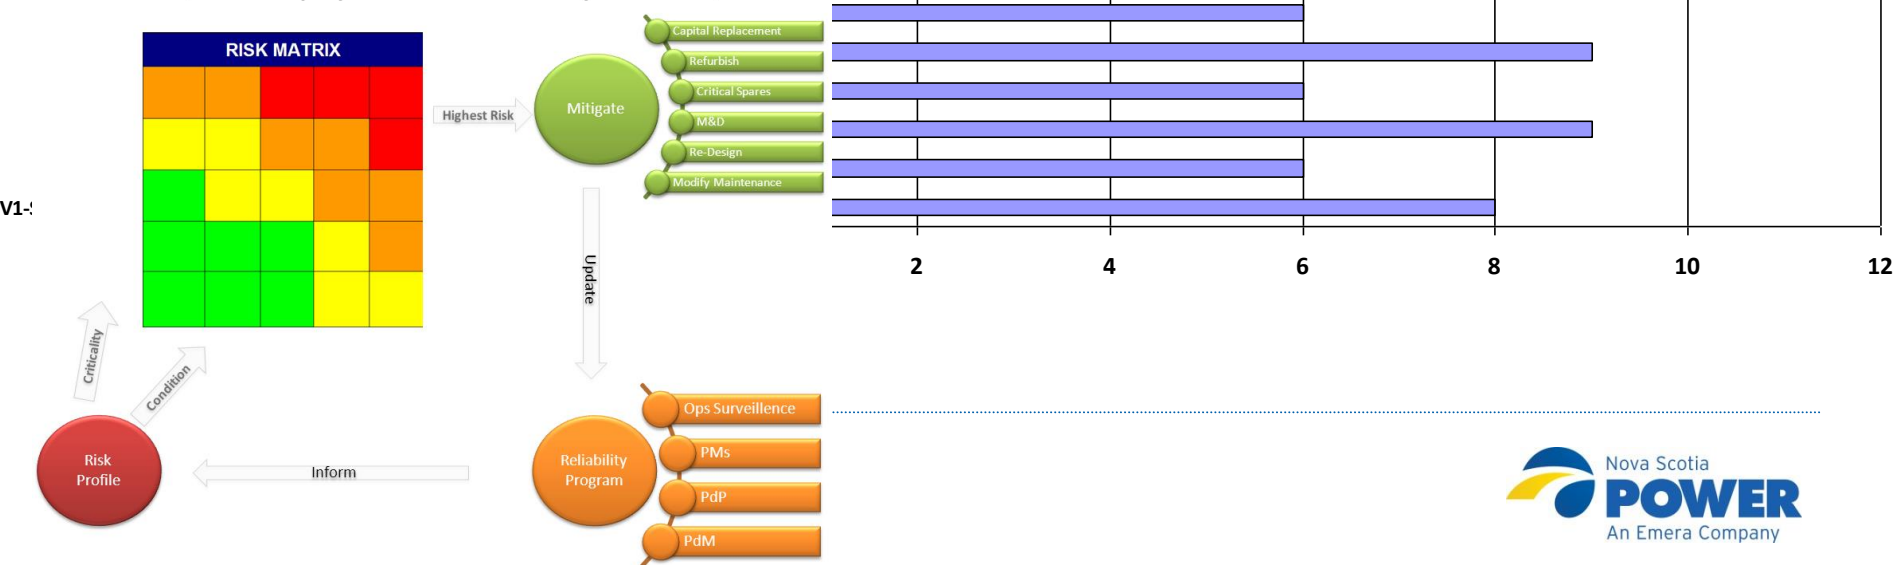 RISK MATRIX
Highest Risk
Mitigate
Capital Replacement
Refurbish
Critical Spares
M&D
Re-Design
Modify Maintenance
Update
Criticality
Condition
Risk
Profile
Inform
Reliability
Program
Ops Surveillence
PMs
PdP
PdM
V1-
2 4 6 8 10 12
Nova Scotia
POWER
An Emera Company